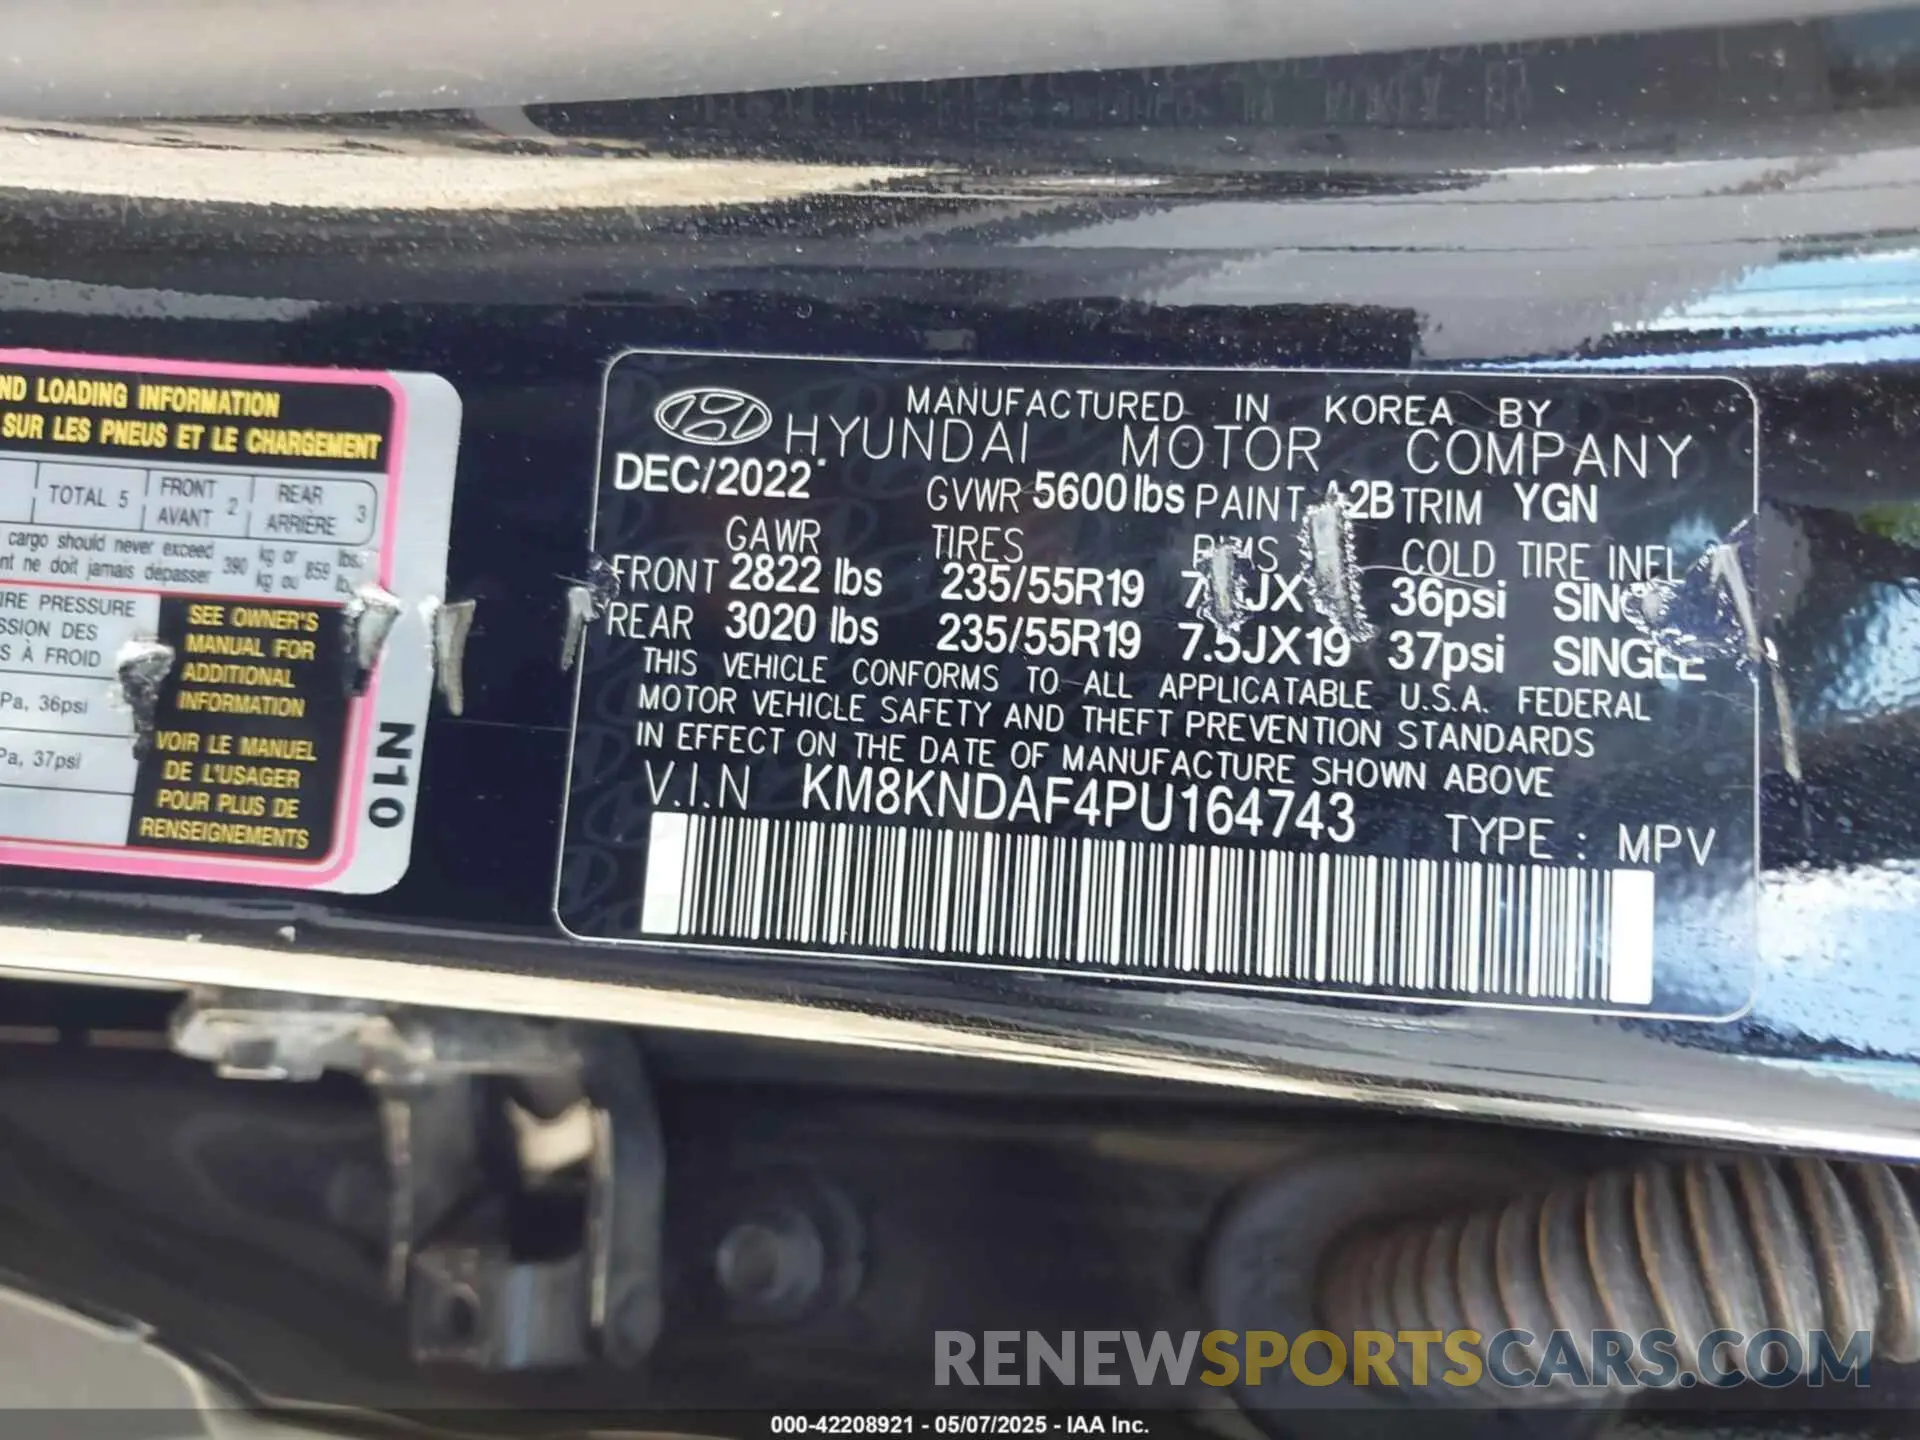 ND LOADING INFORMATION
SUR LES PNEUS ET LE CHARGEMENT
TOTAL 5
FRONT
AVANT 2
REAR
ARRIÈRE 3
cargo should never exceed 390 kg or 859 lbs.
nt ne doit jamais dépasser kg ou
IRE PRESSURE
SSION DES
S À FROID
Pa, 36psi
Pa, 37psi
SEE OWNER'S
MANUAL FOR
ADDITIONAL
INFORMATION
VOIR LE MANUEL
DE L'USAGER
POUR PLUS DE
RENSEIGNEMENTS
N10
MANUFACTURED IN KOREA BY
HYUNDAI MOTOR COMPANY
DEC/2022 GVWR 5600 lbs PAINT 2B TRIM YGN
GAWR TIRES COLD TIRE INFL
FRONT 2822 lbs 235/55R19 36psi
REAR 3020 lbs 235/55R19 7.5JX19 37psi SINGLE
THIS VEHICLE CONFORMS TO ALL APPLICATABLE U.S.A. FEDERAL
MOTOR VEHICLE SAFETY AND THEFT PREVENTION STANDARDS
IN EFFECT ON THE DATE OF MANUFACTURE SHOWN ABOVE
V.I.N KM8KNDAF4PU164743
TYPE : MPV
RENEWSPORTSCARS.COM
000-42208921 - 05/07/2025 - IAA Inc.